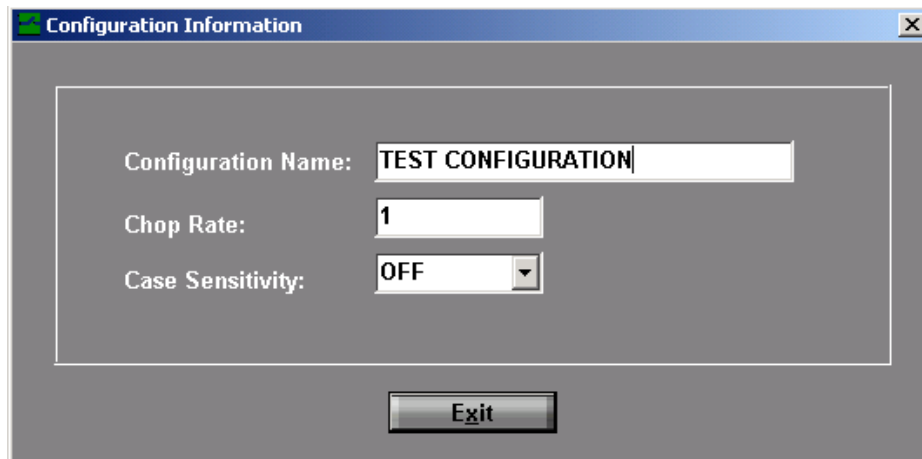 Configuration Information
Configuration Name: TEST CONFIGURATION
Chop Rate: 1
Case Sensitivity: OFF
Exit